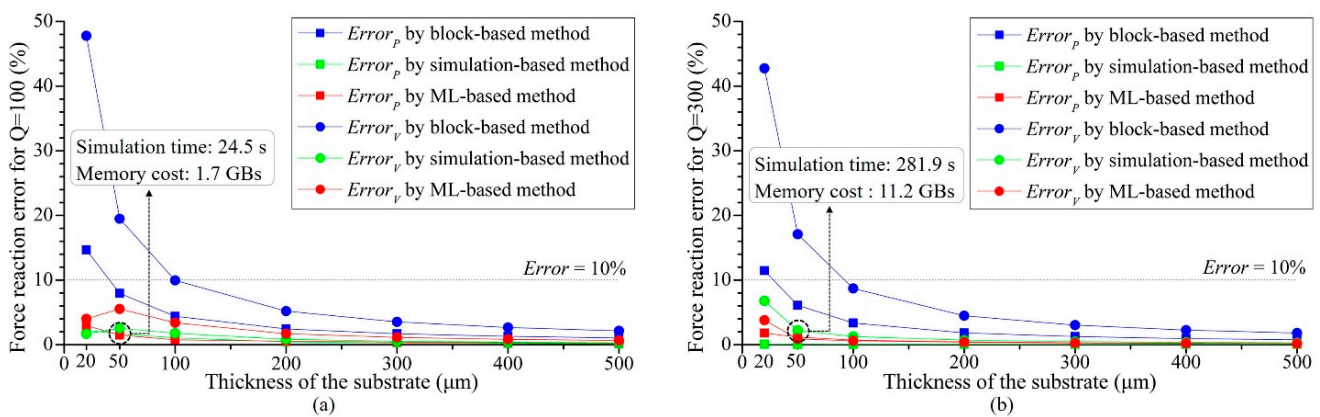 Force reaction error for Q=100 (%)
50
40
30
20
10
0
Error_P by block-based method
Error_P by simulation-based method
Error_P by ML-based method
Error_V by block-based method
Error_V by simulation-based method
Error_V by ML-based method
Simulation time: 24.5 s
Memory cost: 1.7 GBs
Error = 10%
20 50 100 200 300 400 500
Thickness of the substrate (μm)
(a)
Force reaction error for Q=300 (%)
50
40
30
20
10
0
Error_P by block-based method
Error_P by simulation-based method
Error_P by ML-based method
Error_V by block-based method
Error_V by simulation-based method
Error_V by ML-based method
Simulation time: 281.9 s
Memory cost : 11.2 GBs
Error = 10%
20 50 100 200 300 400 500
Thickness of the substrate (μm)
(b)